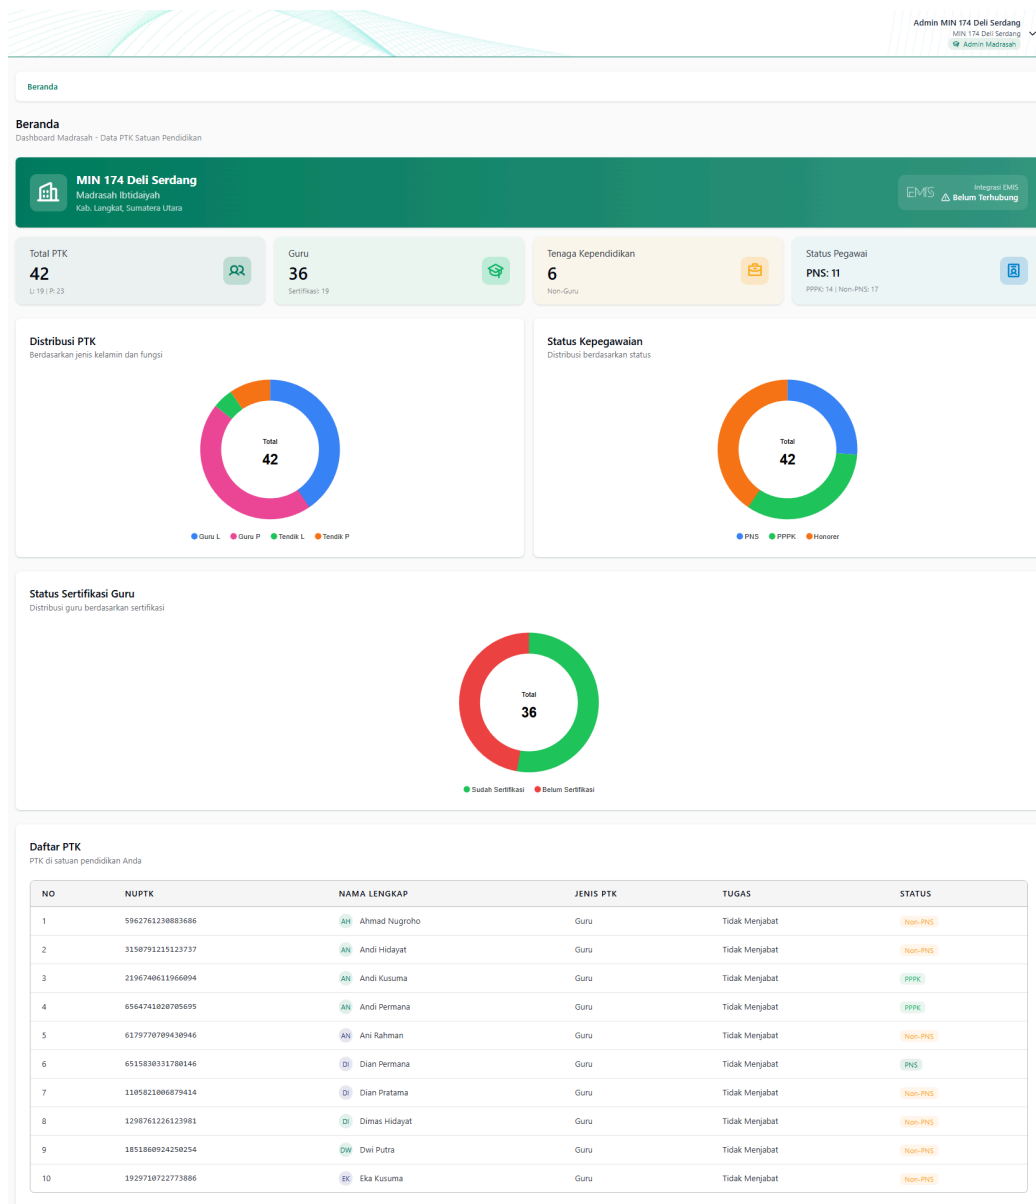 Admin MIN 174 Deli Serdang
MIN 174 Deli Serdang
Admin Madrasah
Beranda
Beranda
Dashboard Madrasah - Data PTK Satuan Pendidikan
MIN 174 Deli Serdang
Madrasah Ibtidaiyah
Kab. Langkat, Sumatera Utara
EMIS
Integrasi EMIS
Belum Terhubung
Total PTK
42
L: 19 | P: 23
Guru
36
Sertifikasi: 19
Tenaga Kependidikan
6
Non-Guru
Status Pegawai
PNS: 11
PPPK: 14 | Non-PNS: 17
Distribusi PTK
Berdasarkan jenis kelamin dan fungsi
Total
42
Guru L Guru P Tendik L Tendik P
Status Kepegawaian
Distribusi berdasarkan status
Total
42
PNS PPPK Honorer
Status Sertifikasi Guru
Distribusi guru berdasarkan sertifikasi
Total
36
Sudah Sertifikasi Belum Sertifikasi
Daftar PTK
PTK di satuan pendidikan Anda
NO NUPTK NAMA LENGKAP JENIS PTK TUGAS STATUS
1 5962761230883686 AH Ahmad Nugroho Guru Tidak Menjabat Non-PNS
2 3150791215123737 AN Andi Hidayat Guru Tidak Menjabat Non-PNS
3 2196740611966094 AN Andi Kusuma Guru Tidak Menjabat PPPK
4 6564741020705695 AN Andi Permana Guru Tidak Menjabat PPPK
5 6179770709430946 AN Ani Rahman Guru Tidak Menjabat Non-PNS
6 6515830331780146 DI Dian Permana Guru Tidak Menjabat PNS
7 1105821006879414 DI Dian Pratama Guru Tidak Menjabat Non-PNS
8 1298761226123981 DI Dimas Hidayat Guru Tidak Menjabat Non-PNS
9 1851860924250254 DW Dwi Putra Guru Tidak Menjabat Non-PNS
10 1929710722773886 EK Eka Kusuma Guru Tidak Menjabat Non-PNS